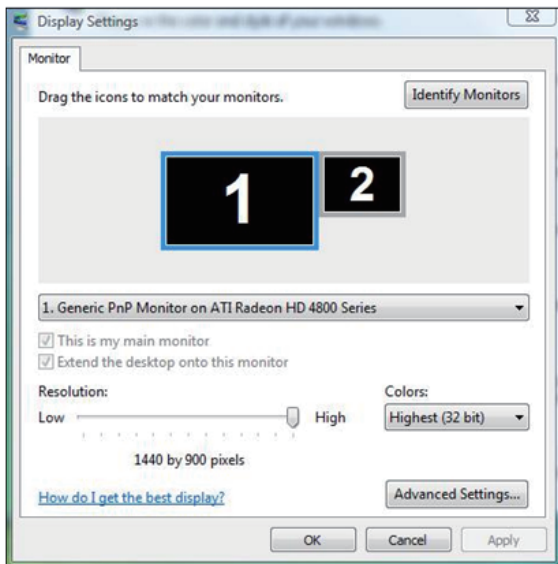 Display Settings
Monitor
Drag the icons to match your monitors.
Identify Monitors
1
2
1. Generic PnP Monitor on ATI Radeon HD 4800 Series
This is my main monitor
Extend the desktop onto this monitor
Resolution:
Colors:
Low
High
Highest (32 bit)
1440 by 900 pixels
How do I get the best display?
Advanced Settings...
OK
Cancel
Apply